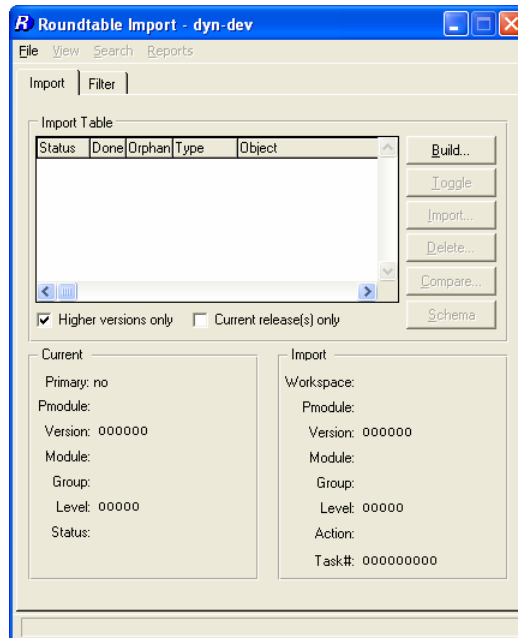 R Roundtable Import - dyn-dev
File View Search Reports
Import Filter
Import Table
Status Done Orphan Type Object
Build...
Toggle
Import...
Delete...
Compare...
Schema
Higher versions only Current release(s) only
Current
Primary: no
Pmodule:
Version: 000000
Module:
Group:
Level: 00000
Status:
Import
Workspace:
Pmodule:
Version: 000000
Module:
Group:
Level: 00000
Action:
Task#: 000000000